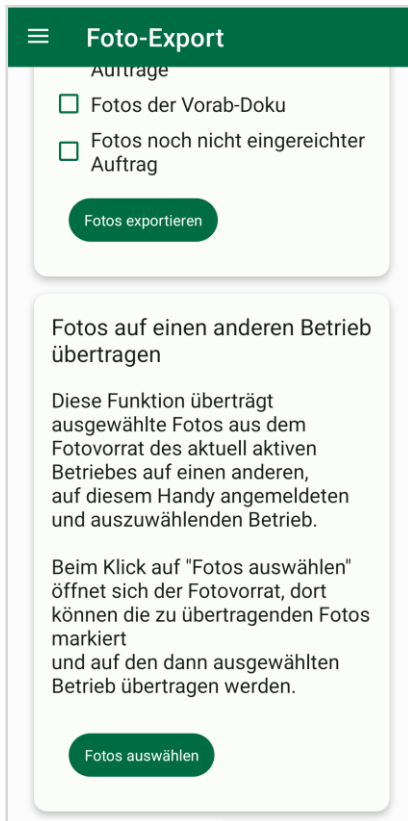 Foto-Export
Aufträge
Fotos der Vorab-Doku
Fotos noch nicht eingereichter
Auftrag
Fotos exportieren
Fotos auf einen anderen Betrieb
übertragen
Diese Funktion überträgt
ausgewählte Fotos aus dem
Fotovorrat des aktuell aktiven
Betriebes auf einen anderen,
auf diesem Handy angemeldeten
und auszuwählenden Betrieb.
Beim Klick auf "Fotos auswählen"
öffnet sich der Fotovorrat, dort
können die zu übertragenden Fotos
markiert
und auf den dann ausgewählten
Betrieb übertragen werden.
Fotos auswählen